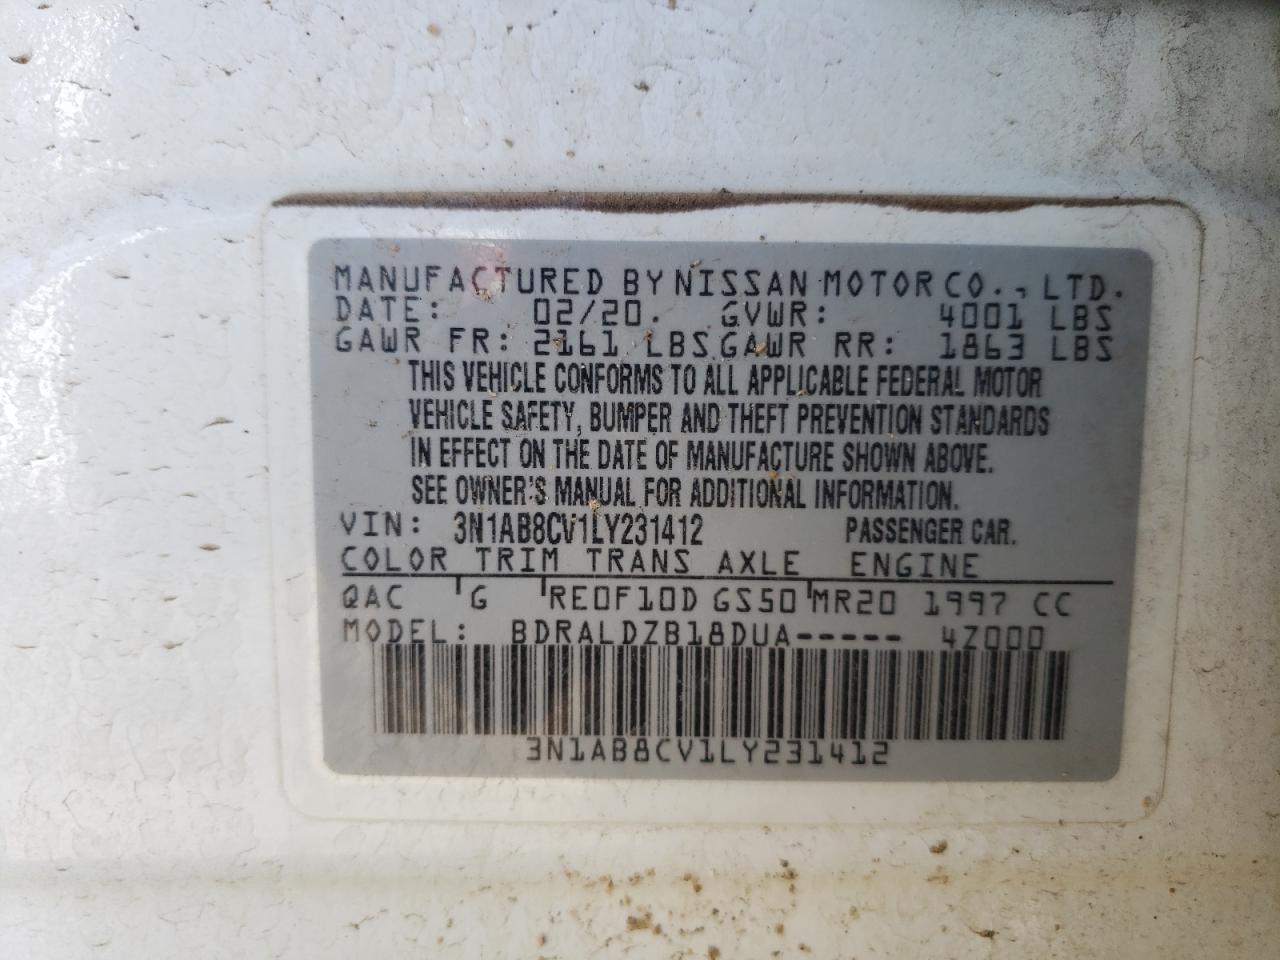 MANUFACTURED BY NISSAN MOTOR CO., LTD.
DATE: 02/20. GVWR: 4001 LBS
GAWR FR: 2161 LBS GAWR RR: 1863 LBS
THIS VEHICLE CONFORMS TO ALL APPLICABLE FEDERAL MOTOR
VEHICLE SAFETY, BUMPER AND THEFT PREVENTION STANDARDS
IN EFFECT ON THE DATE OF MANUFACTURE SHOWN ABOVE.
SEE OWNER'S MANUAL FOR ADDITIONAL INFORMATION.
VIN: 3N1AB8CV1LY231412 PASSENGER CAR.
COLOR TRIM TRANS AXLE ENGINE
QAC G RE0F10D GS50 MR20 1997 CC
MODEL: BDRALDZB18DUA----- 4Z000
3N1AB8CV1LY231412